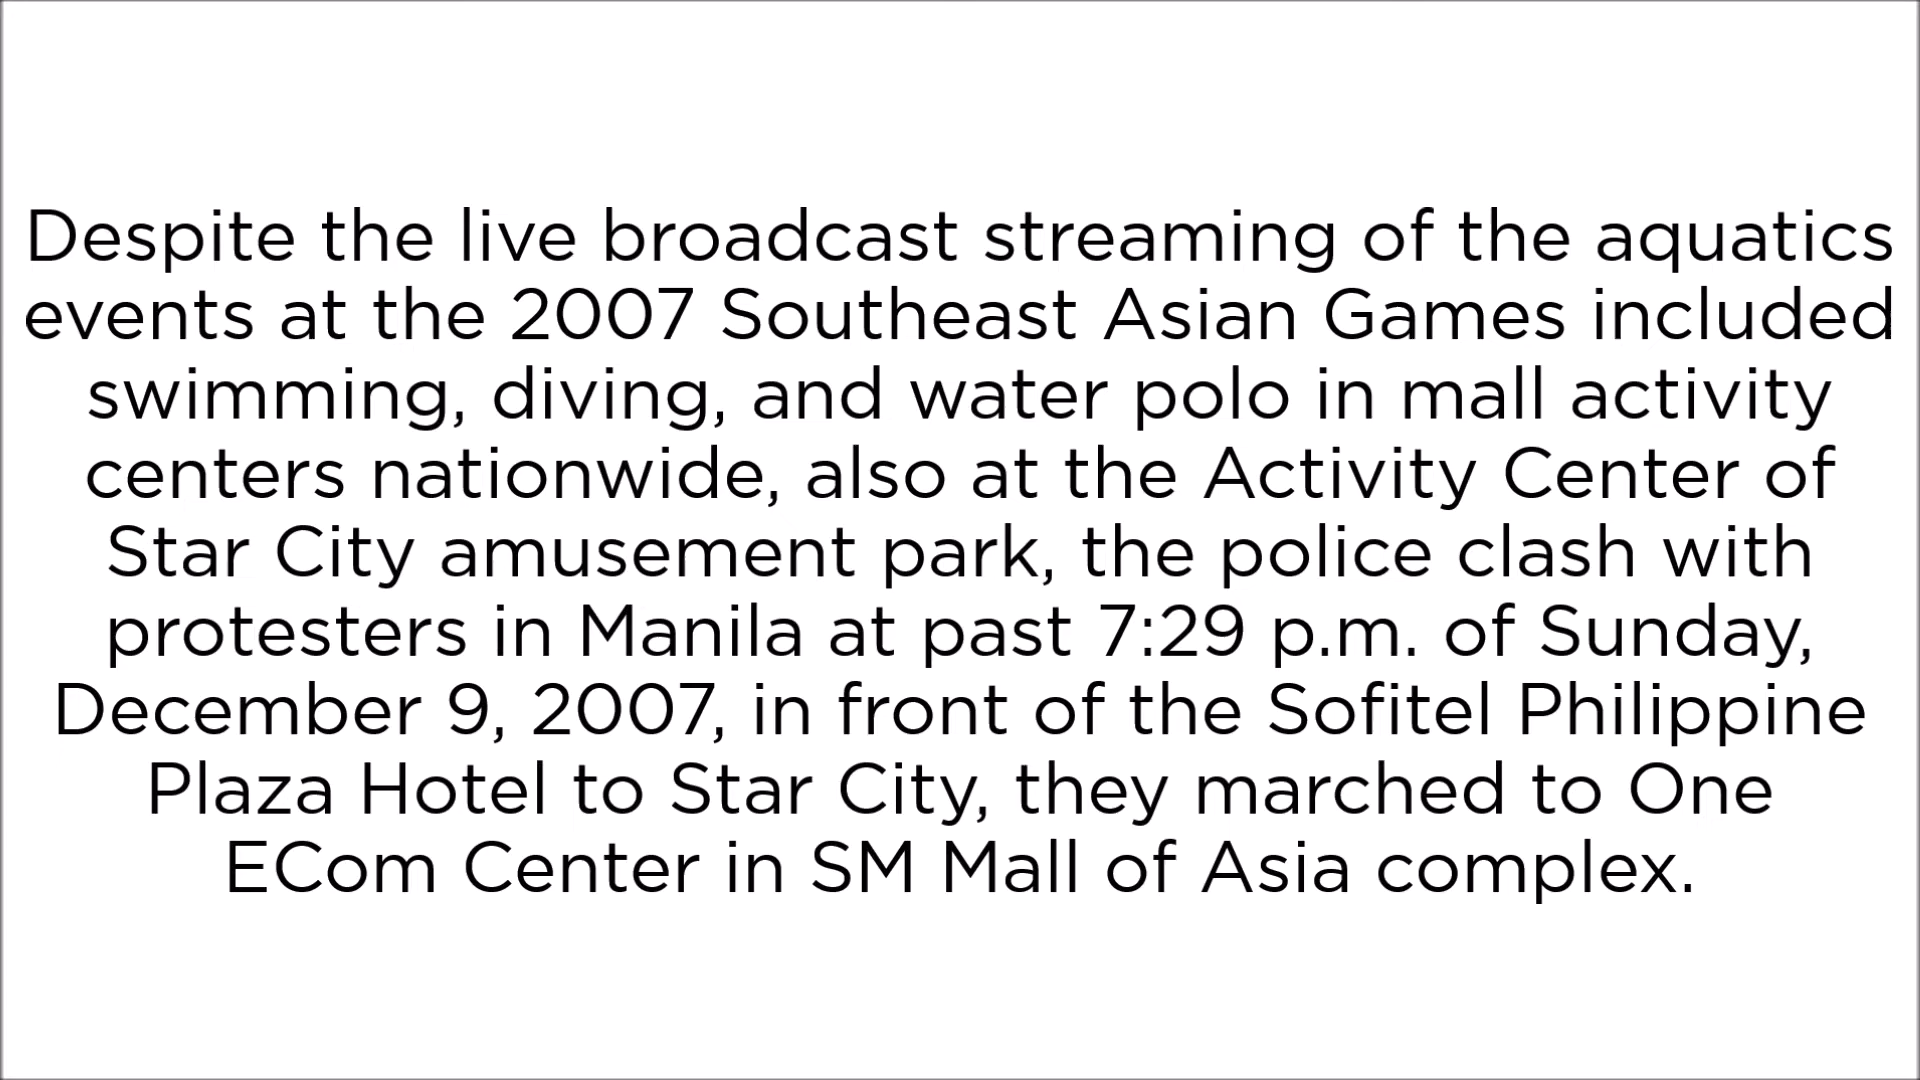 Despite the live broadcast streaming of the aquatics
events at the 2007 Southeast Asian Games included
swimming, diving, and water polo in mall activity
centers nationwide, also at the Activity Center of
Star City amusement park, the police clash with
protesters in Manila at past 7:29 p.m. of Sunday,
December 9, 2007, in front of the Sofitel Philippine
Plaza Hotel to Star City, they marched to One
ECom Center in SM Mall of Asia complex.